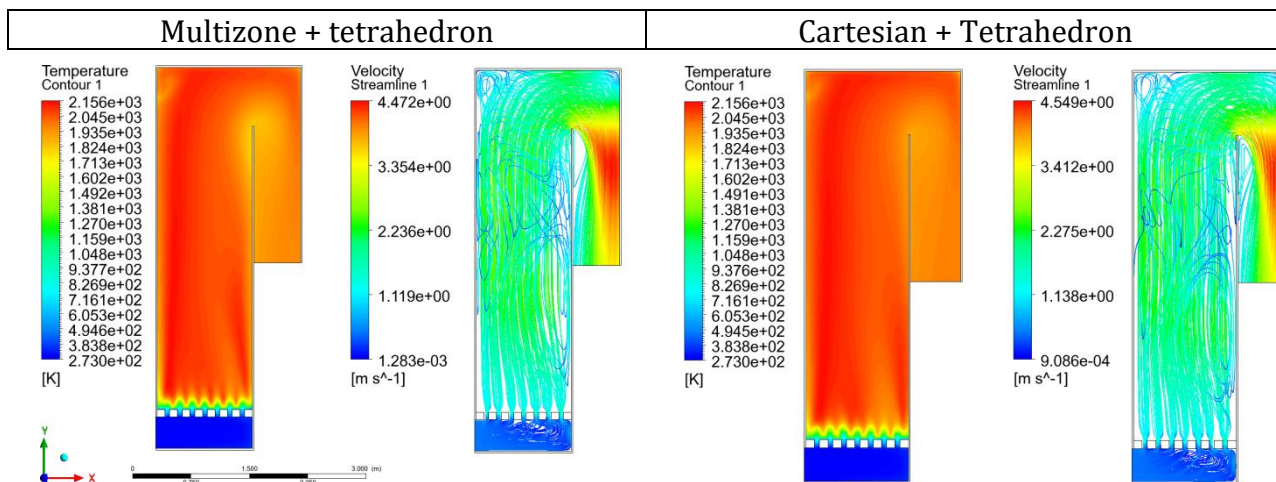 Multizone + tetrahedron
Cartesian + Tetrahedron
Temperature
Contour 1
2.156e+03
2.045e+03
1.935e+03
1.824e+03
1.713e+03
1.602e+03
1.492e+03
1.381e+03
1.270e+03
1.159e+03
1.048e+03
9.377e+02
8.269e+02
7.161e+02
6.053e+02
4.946e+02
3.838e+02
2.730e+02
[K]
Velocity
Streamline 1
4.472e+00
3.354e+00
2.236e+00
1.119e+00
1.283e-03
[m s^-1]
Y
X
0
1.500
3.000 (m)
Temperature
Contour 1
2.156e+03
2.045e+03
1.935e+03
1.824e+03
1.713e+03
1.602e+03
1.491e+03
1.381e+03
1.270e+03
1.159e+03
1.048e+03
9.376e+02
8.269e+02
7.161e+02
6.053e+02
4.945e+02
3.838e+02
2.730e+02
[K]
Velocity
Streamline 1
4.549e+00
3.412e+00
2.275e+00
1.138e+00
9.086e-04
[m s^-1]